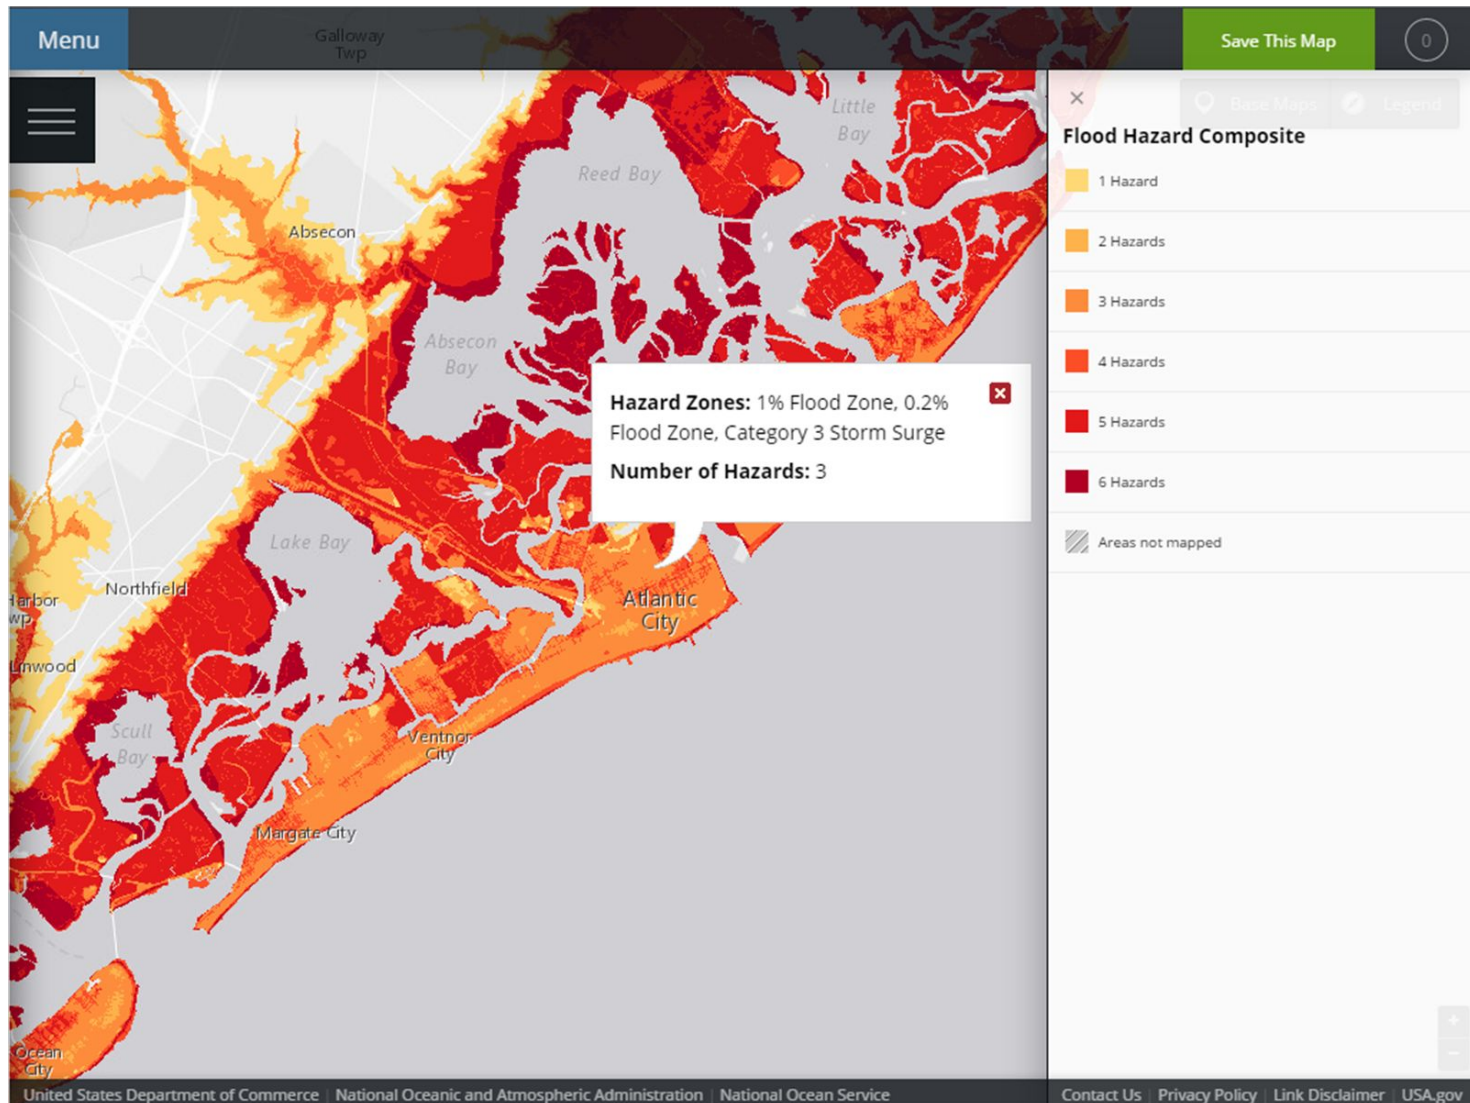 Menu
Galloway
Twp
Save This Map
0
Base Maps
Legend
Flood Hazard Composite
1 Hazard
2 Hazards
3 Hazards
4 Hazards
5 Hazards
6 Hazards
Areas not mapped
Little
Bay
Reed Bay
Absecon
Absecon
Bay
Hazard Zones: 1% Flood Zone, 0.2%
Flood Zone, Category 3 Storm Surge
Number of Hazards: 3
Lake Bay
Northfield
Harbor
wp
Linwood
Atlantic
City
Scull
Bay
Ventnor
City
Margate City
Ocean
City
+
−
United States Department of Commerce | National Oceanic and Atmospheric Administration | National Ocean Service
Contact Us | Privacy Policy | Link Disclaimer | USA.gov